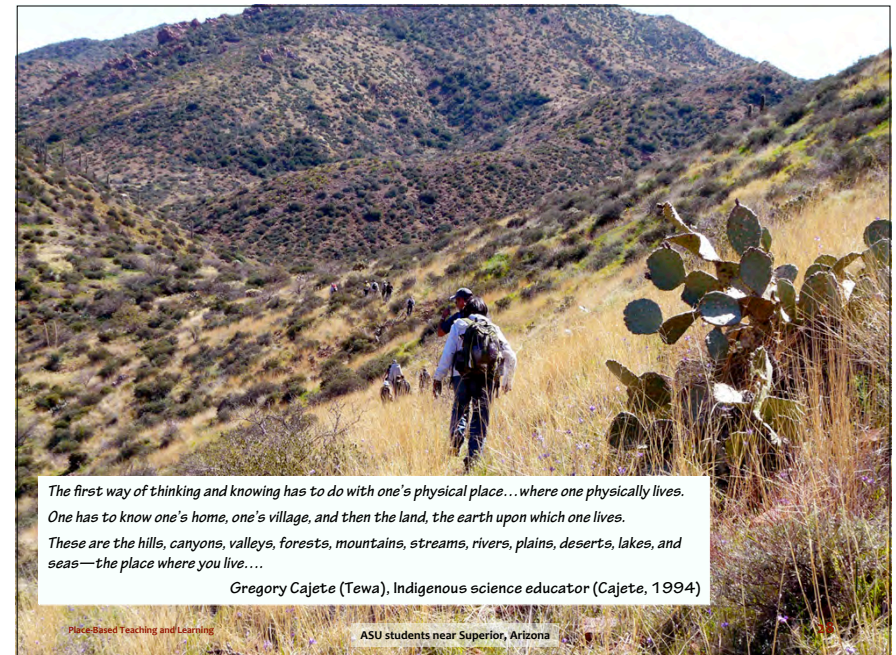 The first way of thinking and knowing has to do with one's physical place…where one physically lives.
One has to know one's home, one's village, and then the land, the earth upon which one lives.
These are the hills, canyons, valleys, forests, mountains, streams, rivers, plains, deserts, lakes, and
seas—the place where you live….
Gregory Cajete (Tewa), Indigenous science educator (Cajete, 1994)
Place-Based Teaching and Learning
ASU students near Superior, Arizona